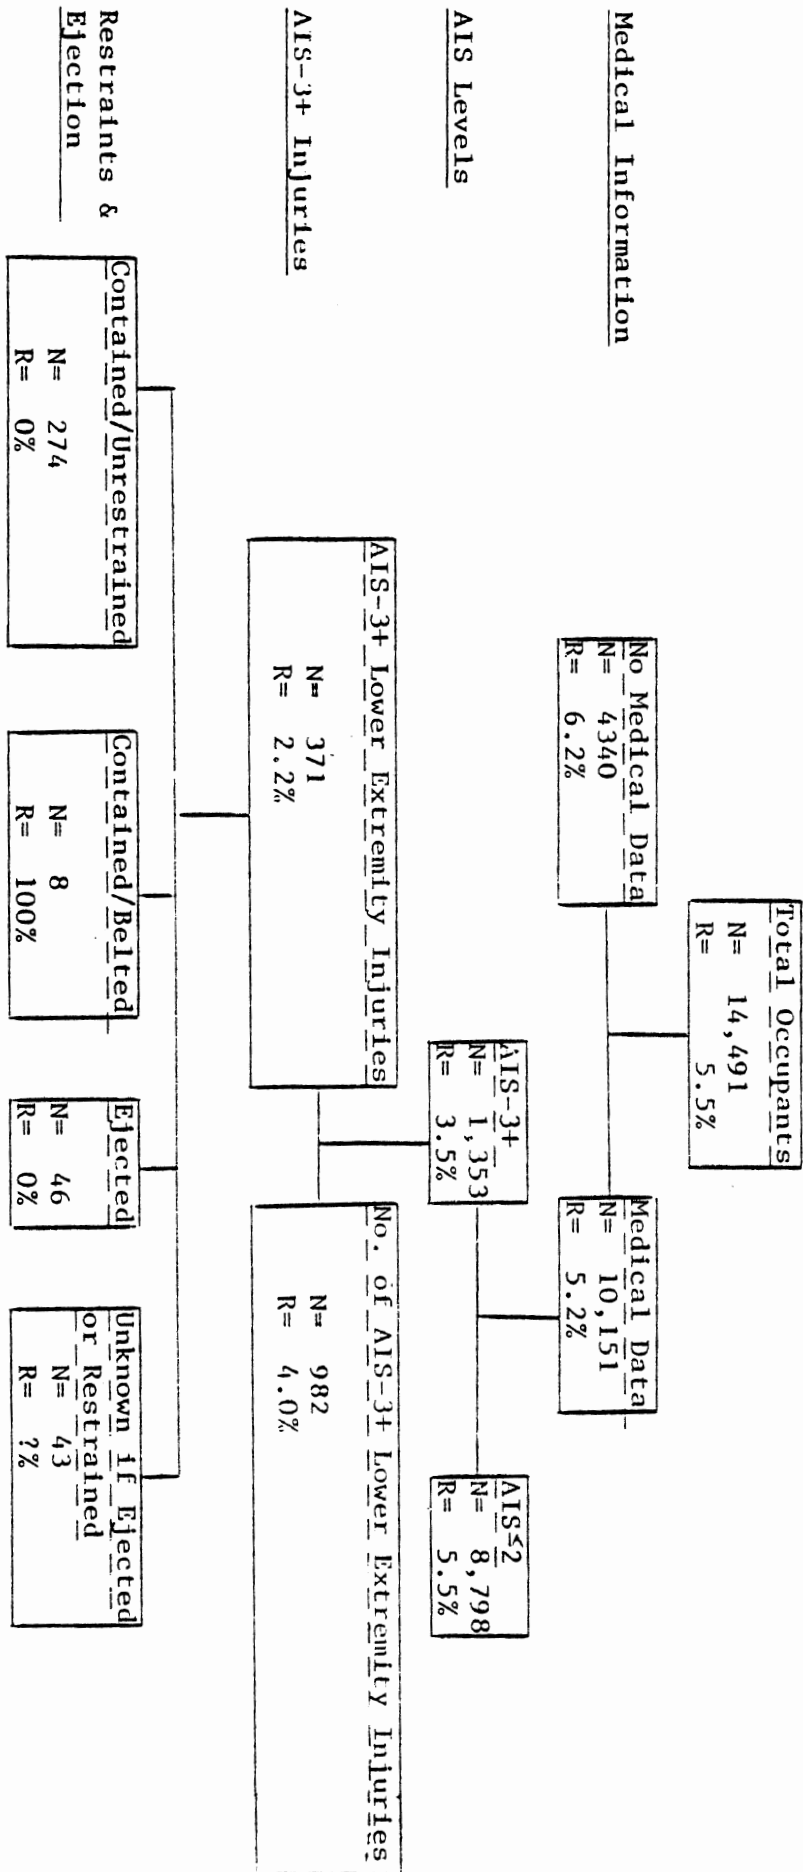 Total Occupants
N= 14,491
R= 5.5%
Medical Information
No Medical Data
N= 4340
R= 6.2%
Medical Data
N= 10,151
R= 5.2%
AIS Levels
AIS-3+
N= 1,353
R= 3.5%
AIS≤2
N= 8,798
R= 5.5%
AIS-3+ Injuries
AIS-3+ Lower Extremity Injuries
N= 371
R= 2.2%
No. of AIS-3+ Lower Extremity Injuries
N= 982
R= 4.0%
Restraints &
Ejection
Contained/Unrestrained
N= 274
R= 0%
Contained/Belted
N= 8
R= 100%
Ejected
N= 46
R= 0%
Unknown if Ejected
or Restrained
N= 43
R= ?%